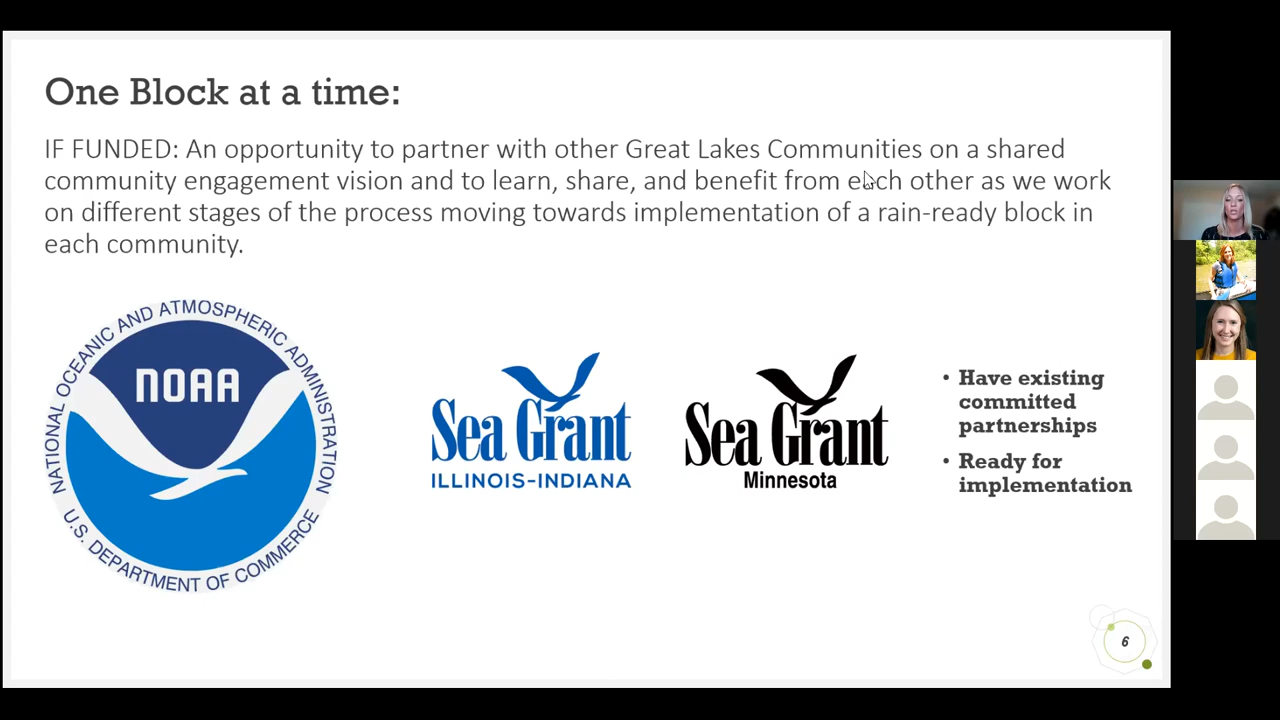 One Block at a time:
IF FUNDED: An opportunity to partner with other Great Lakes Communities on a shared
community engagement vision and to learn, share, and benefit from each other as we work
on different stages of the process moving towards implementation of a rain-ready block in
each community.
NATIONAL OCEANIC AND ATMOSPHERIC ADMINISTRATION
NOAA
U.S. DEPARTMENT OF COMMERCE
Sea Grant
ILLINOIS-INDIANA
Sea Grant
Minnesota
• Have existing
committed
partnerships
• Ready for
implementation
6